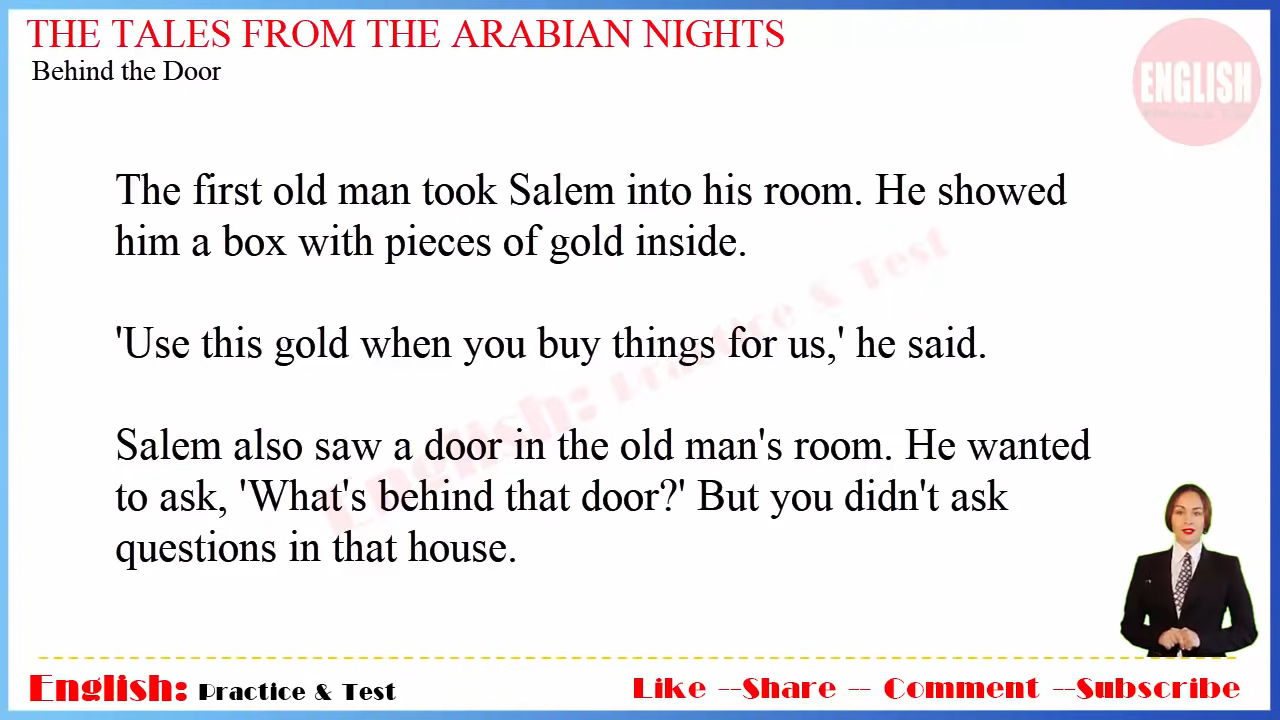 THE TALES FROM THE ARABIAN NIGHTS
Behind the Door
ENGLISH
The first old man took Salem into his room. He showed
him a box with pieces of gold inside.
'Use this gold when you buy things for us,' he said.
Salem also saw a door in the old man's room. He wanted
to ask, 'What's behind that door?' But you didn't ask
questions in that house.
English: Practice & Test
English: Practice & Test
Like --Share -- Comment --Subscribe